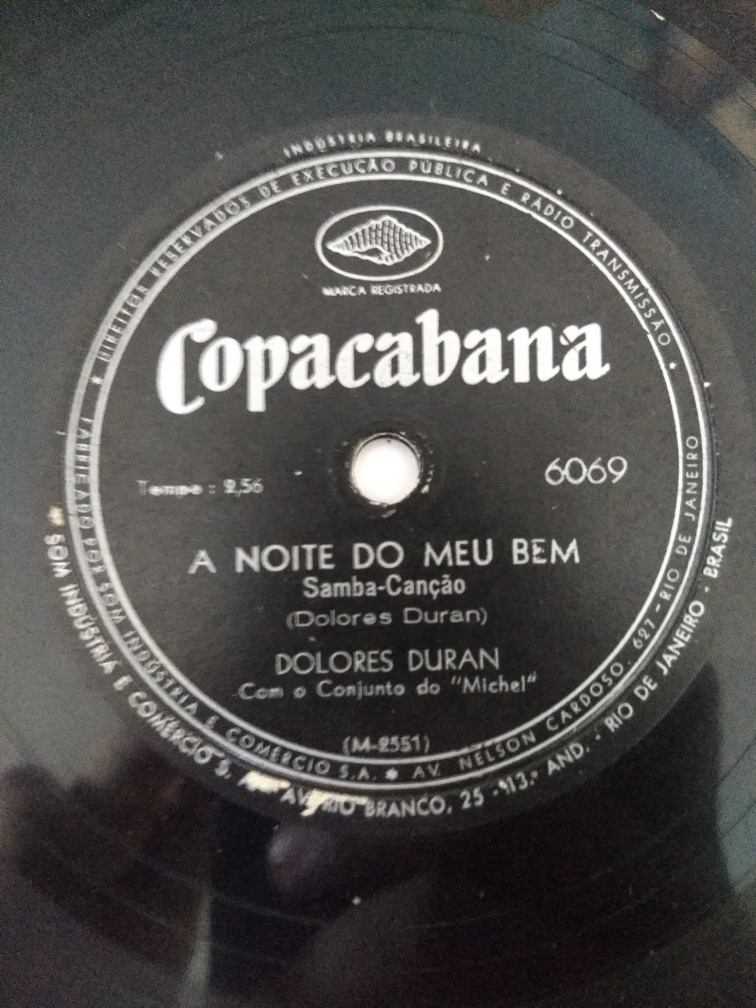 INDÚSTRIA BRASILEIRA
DIREITOS RESERVADOS DE EXECUÇÃO PÚBLICA E RÁDIO TRANSMISSÃO
MARCA REGISTRADA
Copacabana
Tempo : 2,56
6069
A NOITE DO MEU BEM
Samba-Canção
(Dolores Duran)
DOLORES DURAN
Com o Conjunto do "Michel"
(M-2551)
FABRICADO POR SOM INDÚSTRIA E COMÉRCIO S.A. * AV. NELSON CARDOSO, 627 - RIO DE JANEIRO
SOM INDÚSTRIA E COMÉRCIO S. A. AV. RIO BRANCO, 25 - 13.º AND. - RIO DE JANEIRO - BRASIL